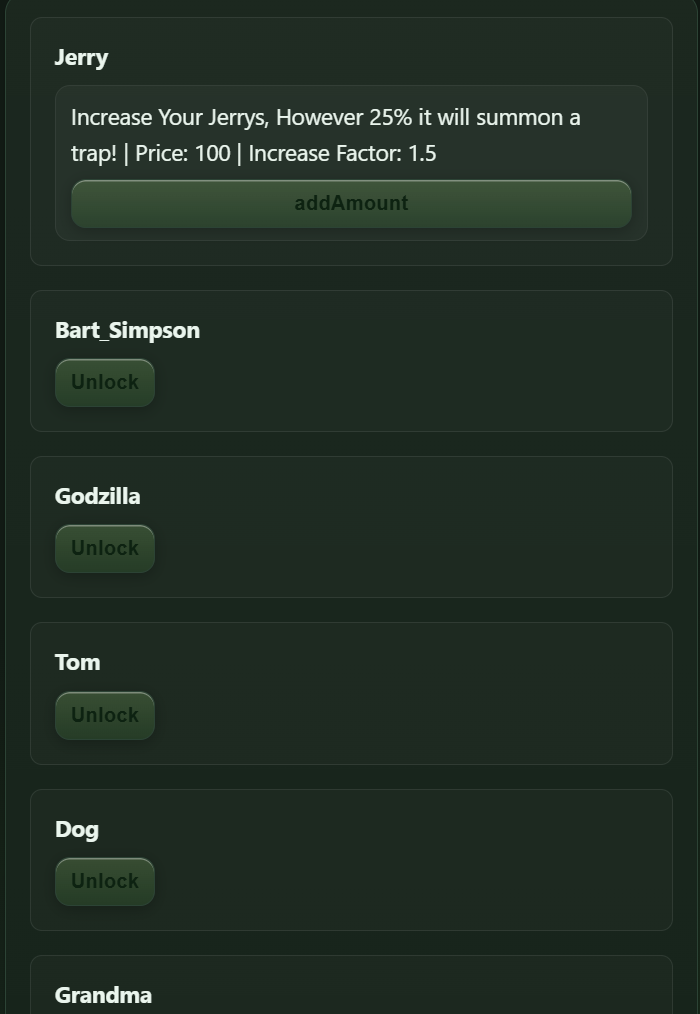 Jerry
Increase Your Jerrys, However 25% it will summon a
trap! | Price: 100 | Increase Factor: 1.5
addAmount
Bart_Simpson
Unlock
Godzilla
Unlock
Tom
Unlock
Dog
Unlock
Grandma